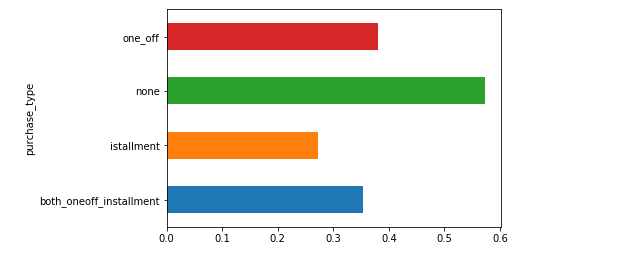 one_off
none
istallment
both_oneoff_installment
purchase_type
0.0 0.1 0.2 0.3 0.4 0.5 0.6